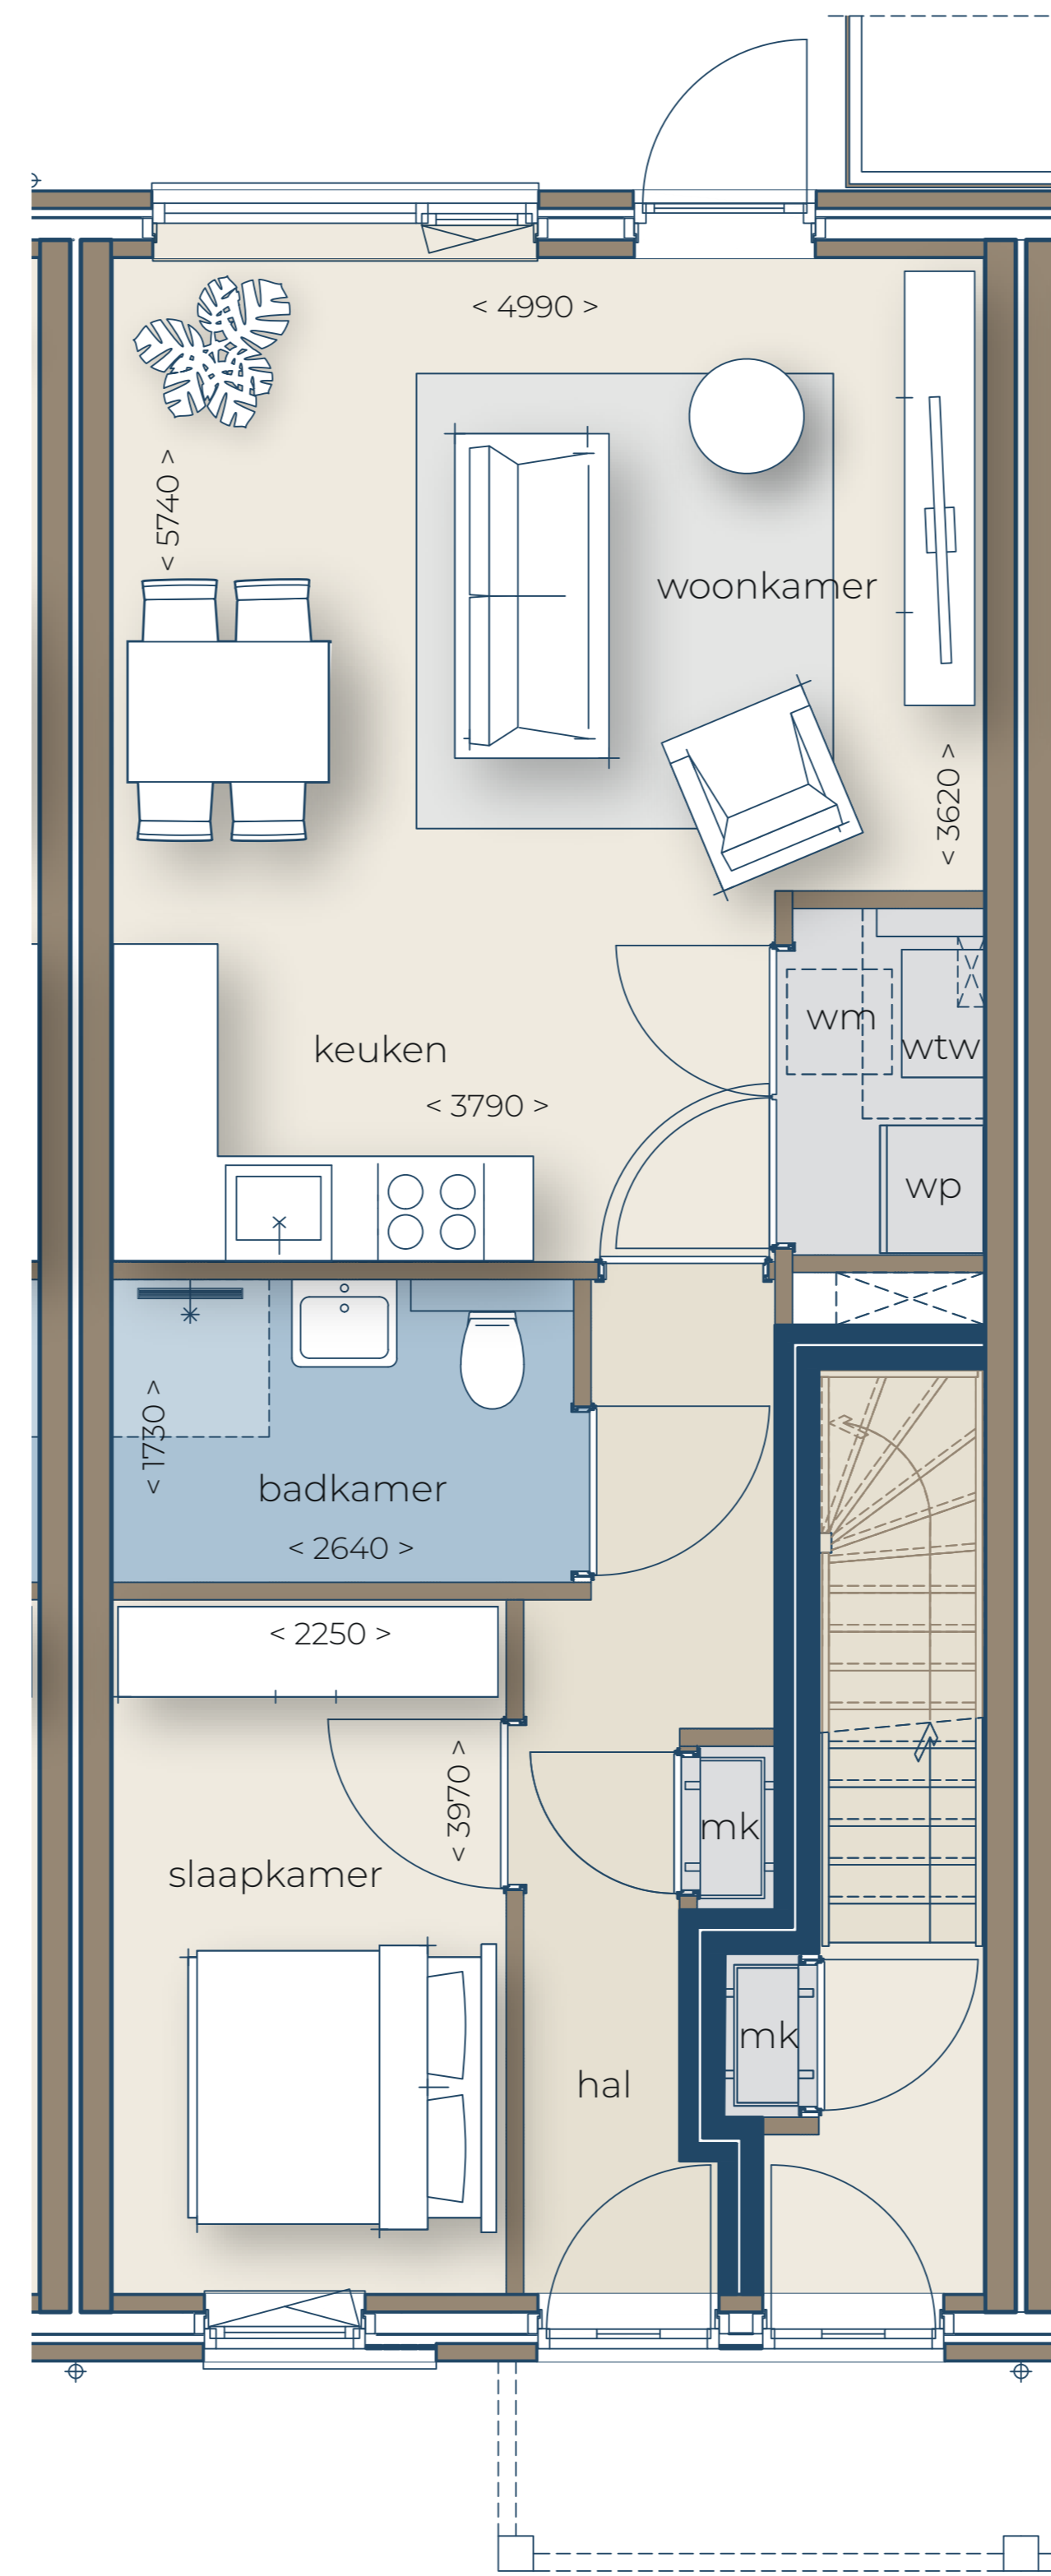 < 4990 >
< 5740 >
woonkamer
< 3620 >
wm
wtw
keuken
< 3790 >
wp
< 1730 >
badkamer
< 2640 >
< 2250 >
< 3970 >
mk
slaapkamer
mk
hal